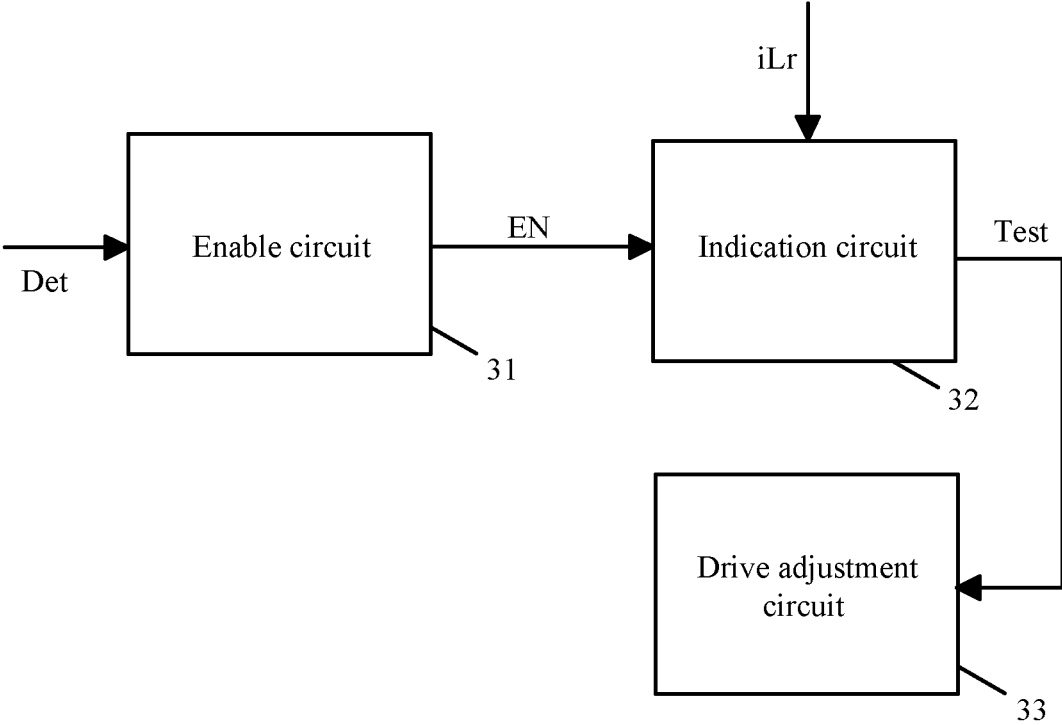 iLr
Enable circuit
EN
Indication circuit
Test
Det
31
32
Drive adjustment
circuit
33